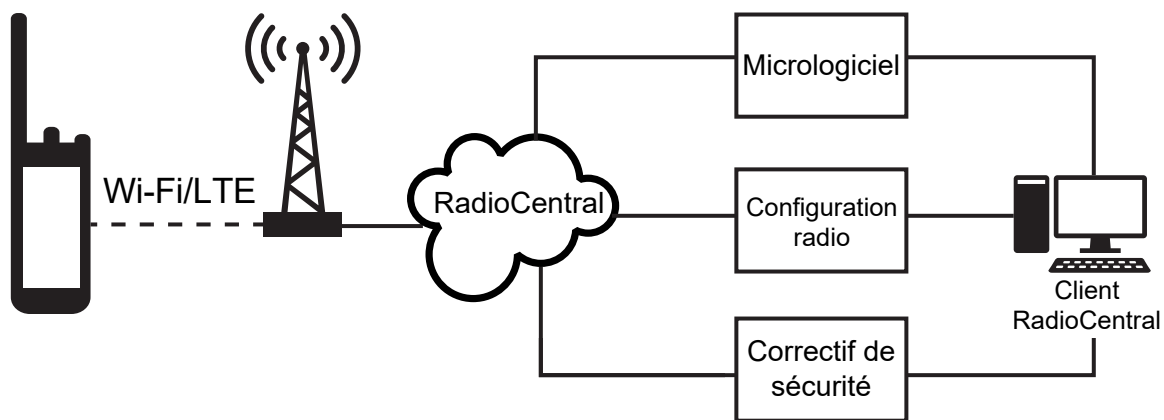 Micrologiciel
Wi-Fi/LTE
RadioCentral
Configuration
radio
Client
RadioCentral
Correctif de
sécurité